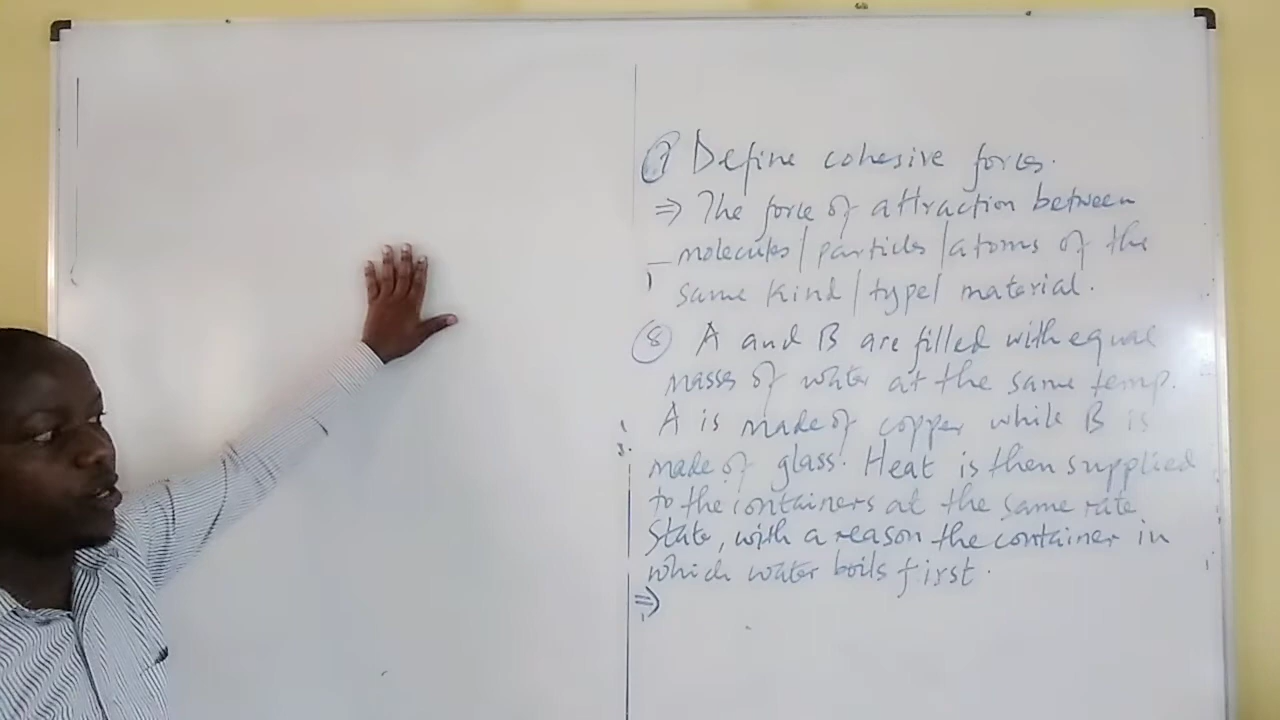 7 Define cohesive forces.
⇒ The force of attraction between
molecules/particles/atoms of the
same kind/type/material.
8 A and B are filled with equal
masses of water at the same temp.
A is made of copper while B is
made of glass. Heat is then supplied
to the containers at the same rate
State, with a reason the container in
which water boils first.
⇒